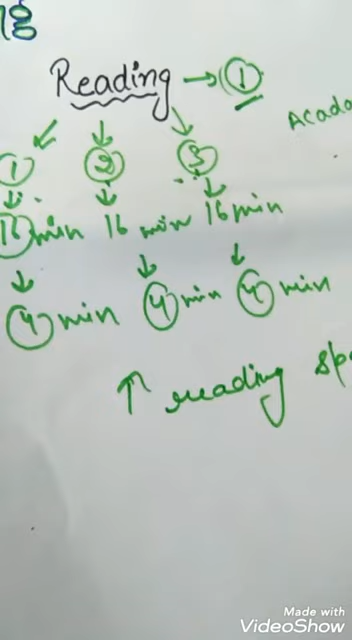 Reading → ①
① ② ③
16 min 16 min 16 min
④ min ④ min ④ min
↑ reading
Made with
VideoShow